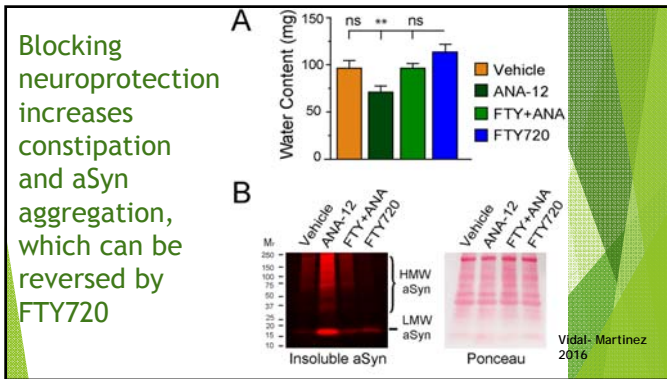 Blocking
neuroprotection
increases
constipation
and aSyn
aggregation,
which can be
reversed by
FTY720
A
Water Content (mg)
150
100
50
0
ns ** ns
Vehicle
ANA-12
FTY+ANA
FTY720
B
Vehicle
ANA-12
FTY+ANA
FTY720
Mr
250
150
100
75
50
37
25
20
15
10
HMW
aSyn
LMW
aSyn
Insoluble aSyn
Vehicle
ANA-12
FTY+ANA
FTY720
Ponceau
Vidal- Martinez
2016